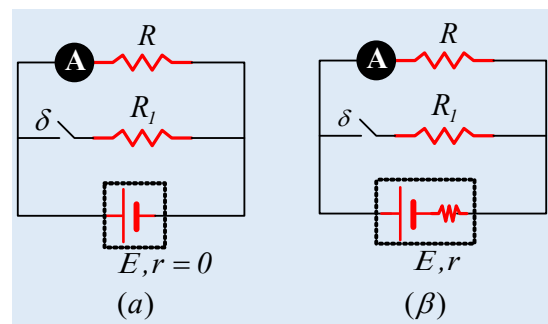 A R
δ R₁
E, r = 0
(α)
A R
δ R₁
E, r
(β)